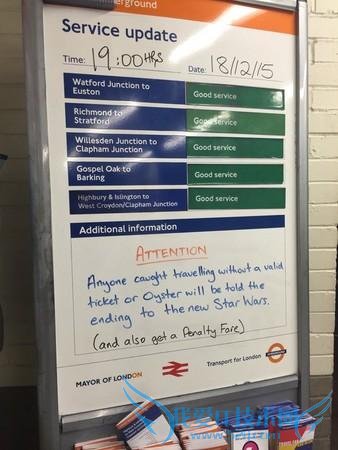 Service update
Time: 19:00HRS Date: 18/12/15
Watford Junction to
Euston
Good service
Richmond to
Stratford
Good service
Willesden Junction to
Clapham Junction
Good service
Gospel Oak to
Barking
Good service
Highbury & Islington to
West Croydon/Clapham Junction
Good service
Additional information
ATTENTION
Anyone caught travelling without a valid
ticket or Oyster will be told the
ending to the new Star Wars.
(and also get a Penalty Fare)
MAYOR OF LONDON
Transport for London